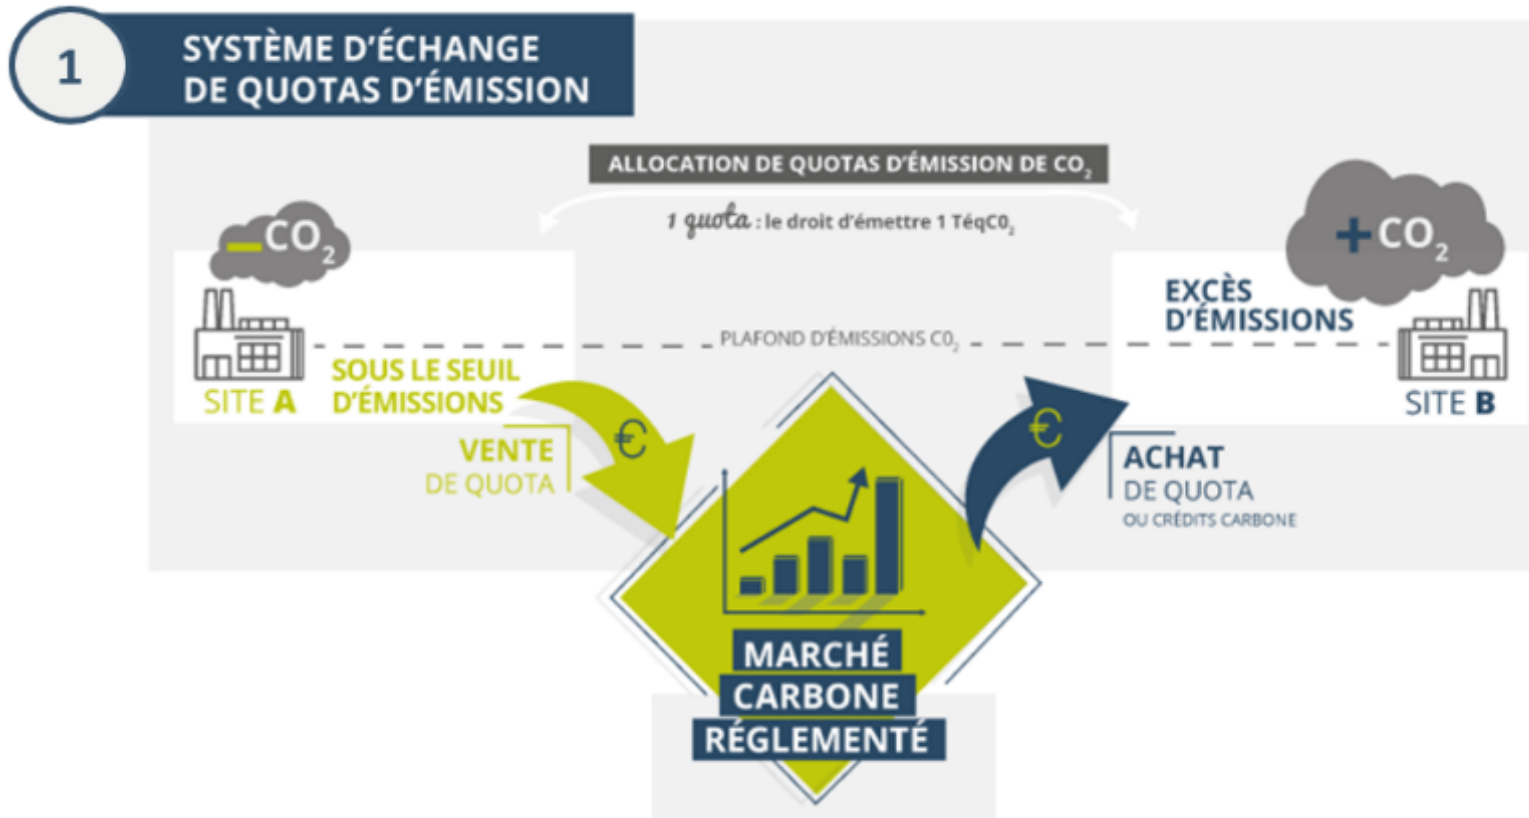 1
SYSTÈME D'ÉCHANGE
DE QUOTAS D'ÉMISSION
ALLOCATION DE QUOTAS D'ÉMISSION DE CO₂
1 quota : le droit d'émettre 1 TéqC0₂
–CO₂
+CO₂
EXCÈS
D'ÉMISSIONS
PLAFOND D'ÉMISSIONS C0₂
SOUS LE SEUIL
D'ÉMISSIONS
SITE A
SITE B
€
€
VENTE
DE QUOTA
ACHAT
DE QUOTA
OU CRÉDITS CARBONE
MARCHÉ
CARBONE
RÉGLEMENTÉ